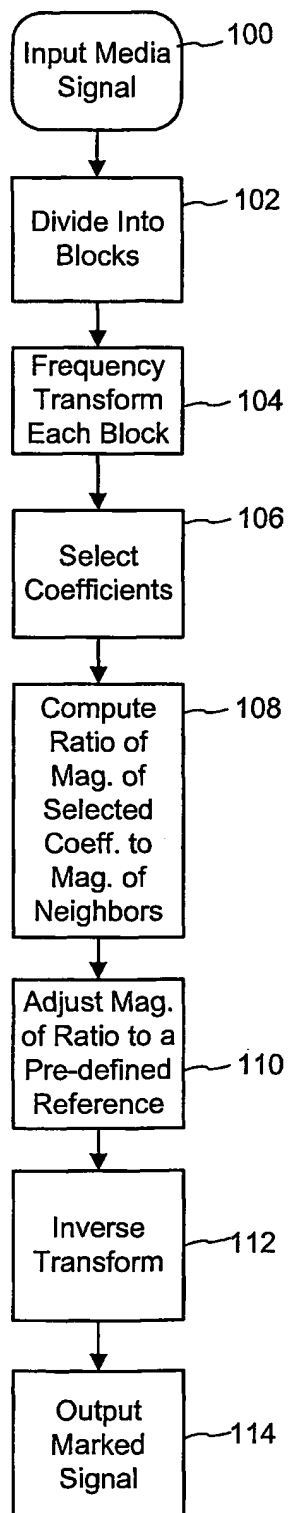 Input Media
Signal
100
Divide Into
Blocks
102
Frequency
Transform
Each Block
104
Select
Coefficients
106
Compute
Ratio of
Mag. of
Selected
Coeff. to
Mag. of
Neighbors
108
Adjust Mag.
of Ratio to a
Pre-defined
Reference
110
Inverse
Transform
112
Output
Marked
Signal
114